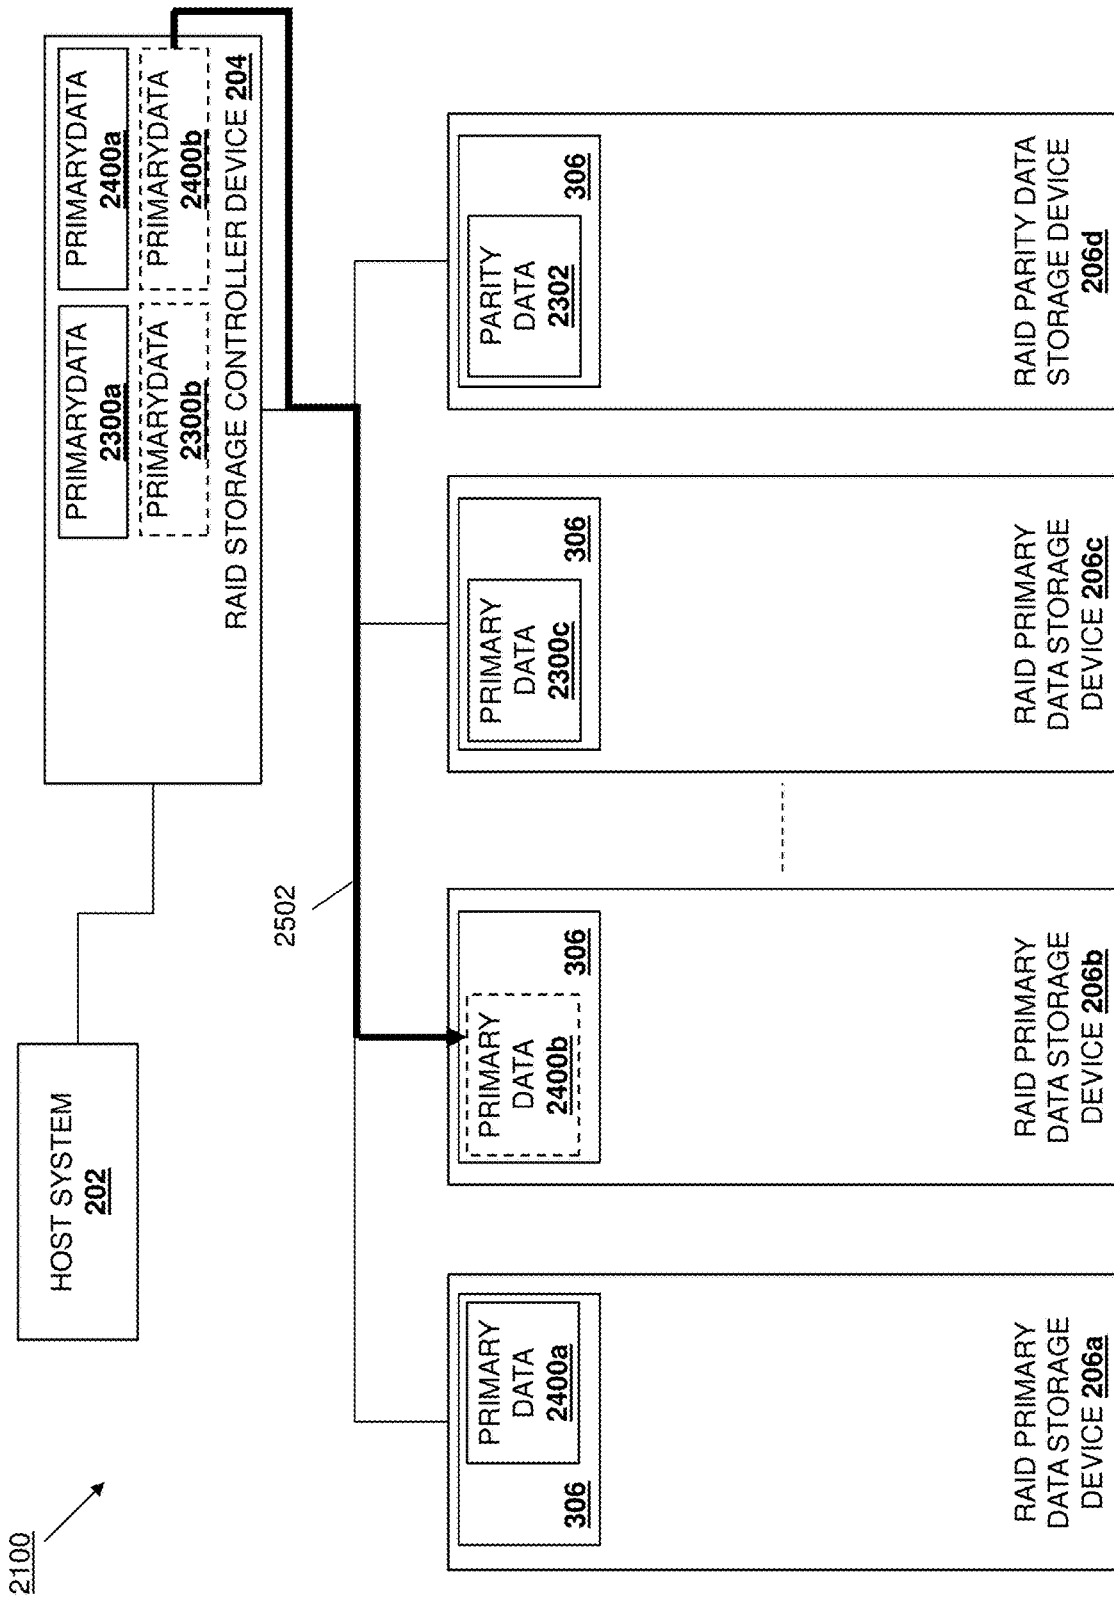 2100
HOST SYSTEM
202
PRIMARYDATA
2300a
PRIMARYDATA
2400a
PRIMARYDATA
2300b
PRIMARYDATA
2400b
RAID STORAGE CONTROLLER DEVICE 204
2502
306
PRIMARY
DATA
2400a
RAID PRIMARY
DATA STORAGE
DEVICE 206a
PRIMARY
DATA
2400b
306
RAID PRIMARY
DATA STORAGE
DEVICE 206b
PRIMARY
DATA
2300c
306
RAID PRIMARY
DATA STORAGE
DEVICE 206c
PARITY
DATA
2302
306
RAID PARITY DATA
STORAGE DEVICE
206d